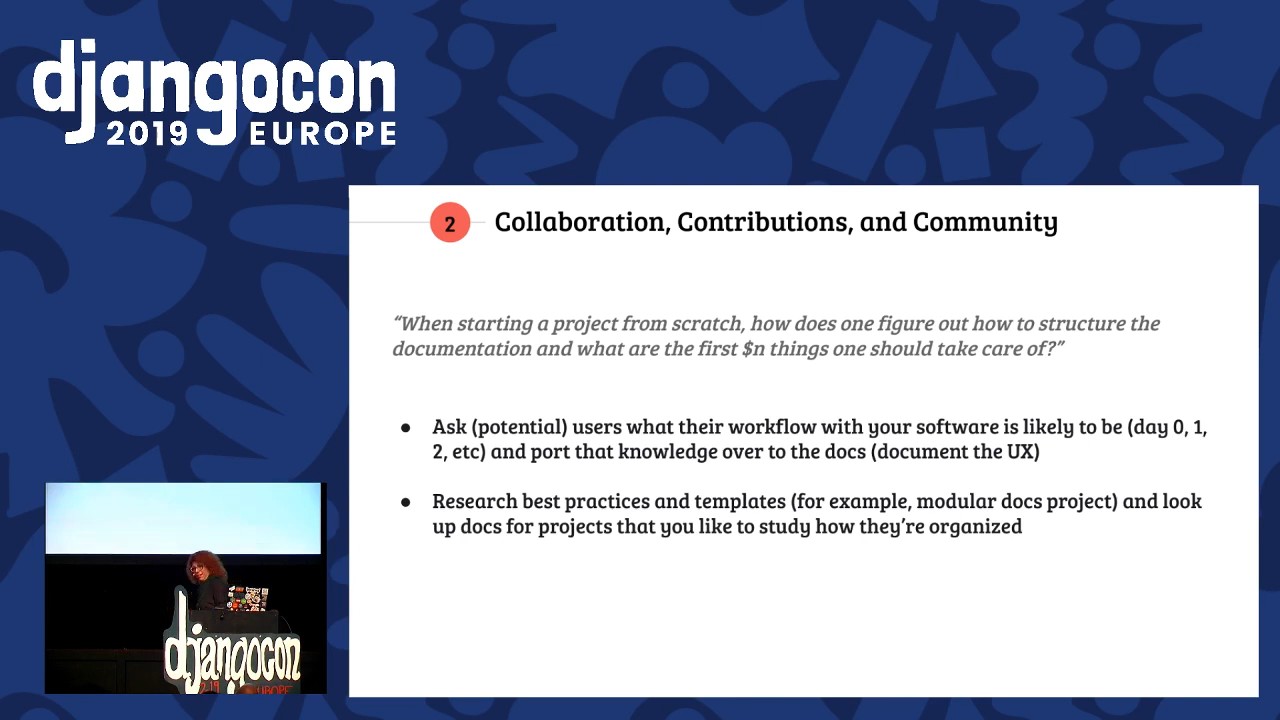 djangocon
2019 EUROPE
2 Collaboration, Contributions, and Community
“When starting a project from scratch, how does one figure out how to structure the
documentation and what are the first $n things one should take care of?”
● Ask (potential) users what their workflow with your software is likely to be (day 0, 1,
2, etc) and port that knowledge over to the docs (document the UX)
● Research best practices and templates (for example, modular docs project) and look
up docs for projects that you like to study how they’re organized
djangocon
2019 EUROPE